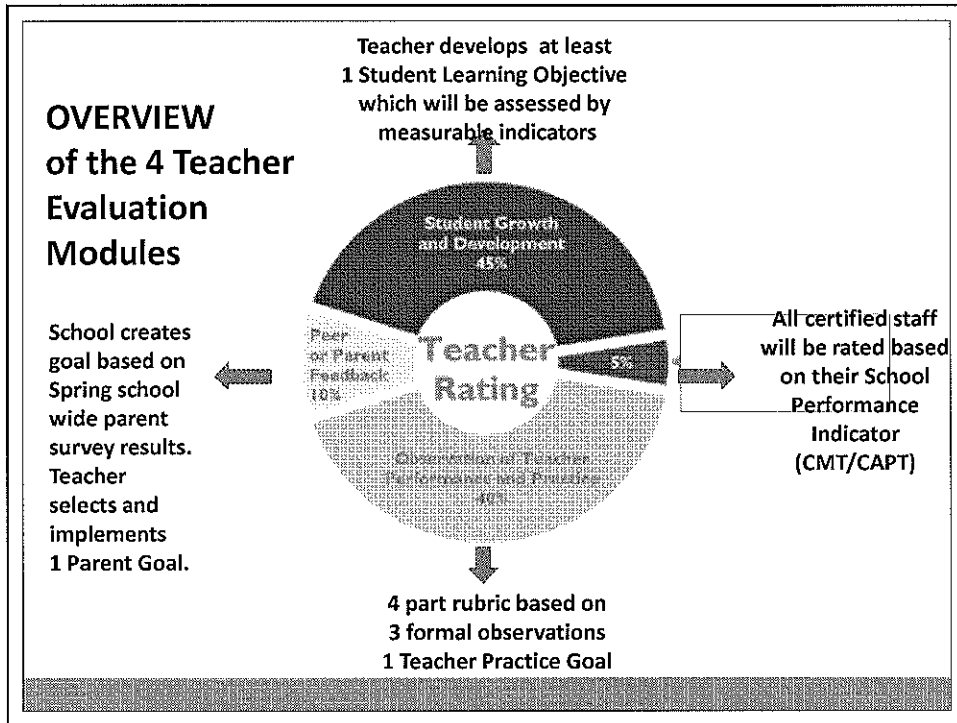 Teacher develops at least
1 Student Learning Objective
which will be assessed by
measurable indicators
OVERVIEW
of the 4 Teacher
Evaluation
Modules
Student Growth
and Development
45%
School creates
goal based on
Spring school
wide parent
survey results.
Teacher
selects and
implements
1 Parent Goal.
Peer
or Parent
Feedback
10%
Teacher
Rating
5%
All certified staff
will be rated based
on their School
Performance
Indicator
(CMT/CAPT)
Observation of Teacher
Performance and Practice
40%
4 part rubric based on
3 formal observations
1 Teacher Practice Goal